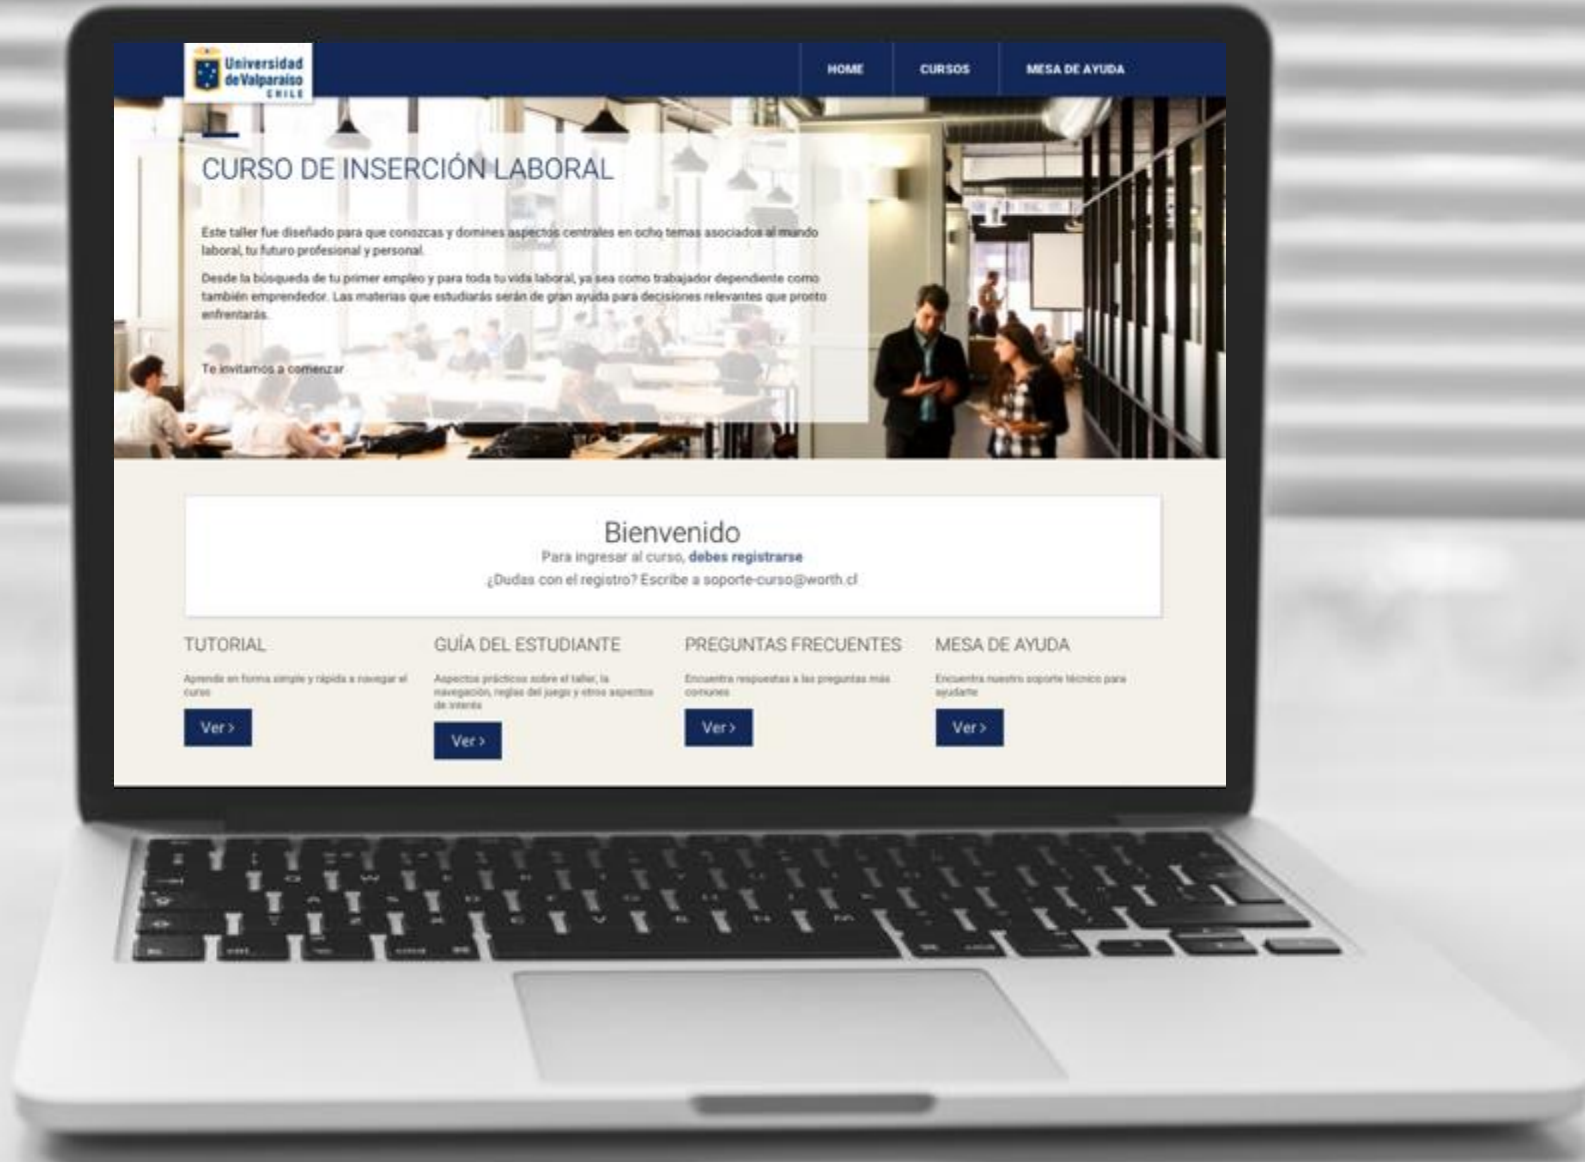 Universidad
de Valparaíso
CHILE
HOME
CURSOS
MESA DE AYUDA
CURSO DE INSERCIÓN LABORAL
Este taller fue diseñado para que conozcas y domines aspectos centrales en ocho temas asociados al mundo
laboral, tu futuro profesional y personal.
Desde la búsqueda de tu primer empleo y para toda tu vida laboral, ya sea como trabajador dependiente como
también emprendedor. Las materias que estudiarás serán de gran ayuda para decisiones relevantes que pronto
enfrentarás.
Te invitamos a comenzar
Bienvenido
Para ingresar al curso, debes registrarse
¿Dudas con el registro? Escribe a soporte-curso@worth.cl
TUTORIAL
Aprende en forma simple y rápida a navegar el
curso
Ver >
GUÍA DEL ESTUDIANTE
Aspectos prácticos sobre el taller, la
navegación, reglas del juego y otros aspectos
de interés
Ver >
PREGUNTAS FRECUENTES
Encuentra respuestas a las preguntas más
comunes
Ver >
MESA DE AYUDA
Encuentra nuestro soporte técnico para
ayudarte
Ver >